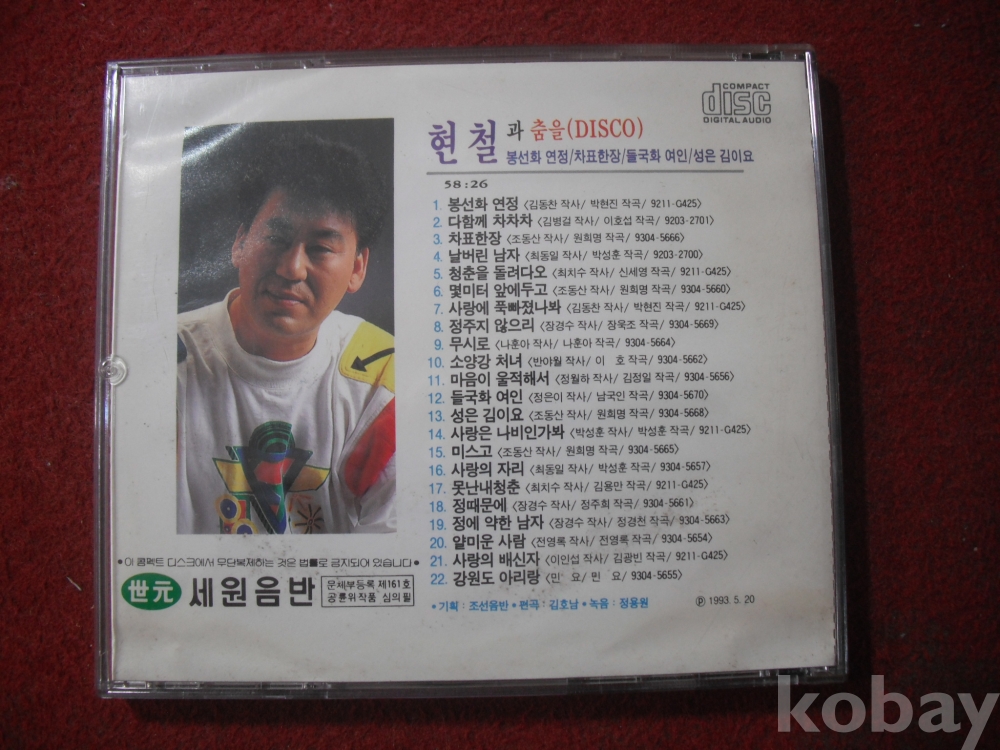 COMPACT
disc
DIGITAL AUDIO
현 철 과 춤을(DISCO)
봉선화 연정/차표한장/들국화 여인/성은 김이요
58:26
1. 봉선화 연정 〈김동찬 작사/ 박현진 작곡/ 9211-G425〉
2. 다함께 차차차 〈김병걸 작사/ 이호섭 작곡/ 9203-2701〉
3. 차표한장 〈조동산 작사/ 원희명 작곡/ 9304-5666〉
4. 날버린 남자 〈최동일 작사/ 박성훈 작곡/ 9203-2700〉
5. 청춘을 돌려다오 〈최치수 작사/ 신세영 작곡/ 9211-G425〉
6. 몇미터 앞에두고 〈조동산 작사/ 원희명 작곡/ 9304-5660〉
7. 사랑에 푹빠졌나봐 〈김동찬 작사/ 박현진 작곡/ 9211-G425〉
8. 정주지 않으리 〈장경수 작사/ 장욱조 작곡/ 9304-5669〉
9. 무시로 〈나훈아 작사/ 나훈아 작곡/ 9304-5664〉
10. 소양강 처녀 〈반야월 작사/ 이 호 작곡/ 9304-5662〉
11. 마음이 울적해서 〈정월하 작사/ 김정일 작곡/ 9304-5656〉
12. 들국화 여인 〈정은이 작사/ 남국인 작곡/ 9304-5670〉
13. 성은 김이요 〈조동산 작사/ 원희명 작곡/ 9304-5668〉
14. 사랑은 나비인가봐 〈박성훈 작사/ 박성훈 작곡/ 9211-G425〉
15. 미스고 〈조동산 작사/ 원희명 작곡/ 9304-5665〉
16. 사랑의 자리 〈최동일 작사/ 박성훈 작곡/ 9304-5657〉
17. 못난내청춘 〈최치수 작사/ 김용만 작곡/ 9211-G425〉
18. 정때문에 〈장경수 작사/ 정주희 작곡/ 9304-5661〉
19. 정에 약한 남자 〈장경수 작사/ 정경천 작곡/ 9304-5663〉
20. 얄미운 사람 〈전영록 작사/ 전영록 작곡/ 9304-5654〉
21. 사랑의 배신자 〈이인섭 작사/ 김광빈 작곡/ 9211-G425〉
22. 강원도 아리랑 〈민 요/ 민 요/ 9304-5655〉
•기획 : 조선음반 •편곡 : 김호남 •녹음 : 정용원
ⓟ 1993. 5. 20
•이 콤팩트 디스크에서 무단복제하는 것은 법률로 금지되어 있습니다•
世元 세원음반
문체부등록 제161호
공륜위작품 심의필
kobay